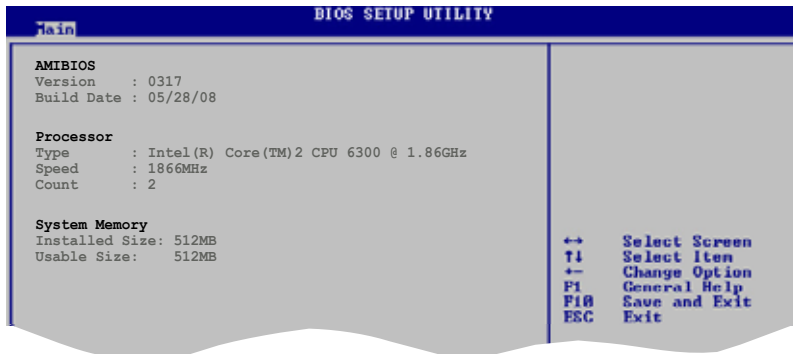 BIOS SETUP UTILITY
Main
AMIBIOS
Version : 0317
Build Date : 05/28/08
Processor
Type : Intel(R) Core(TM)2 CPU 6300 @ 1.86GHz
Speed : 1866MHz
Count : 2
System Memory
Installed Size: 512MB
Usable Size: 512MB
↔ Select Screen
↑↓ Select Item
+- Change Option
F1 General Help
F10 Save and Exit
ESC Exit